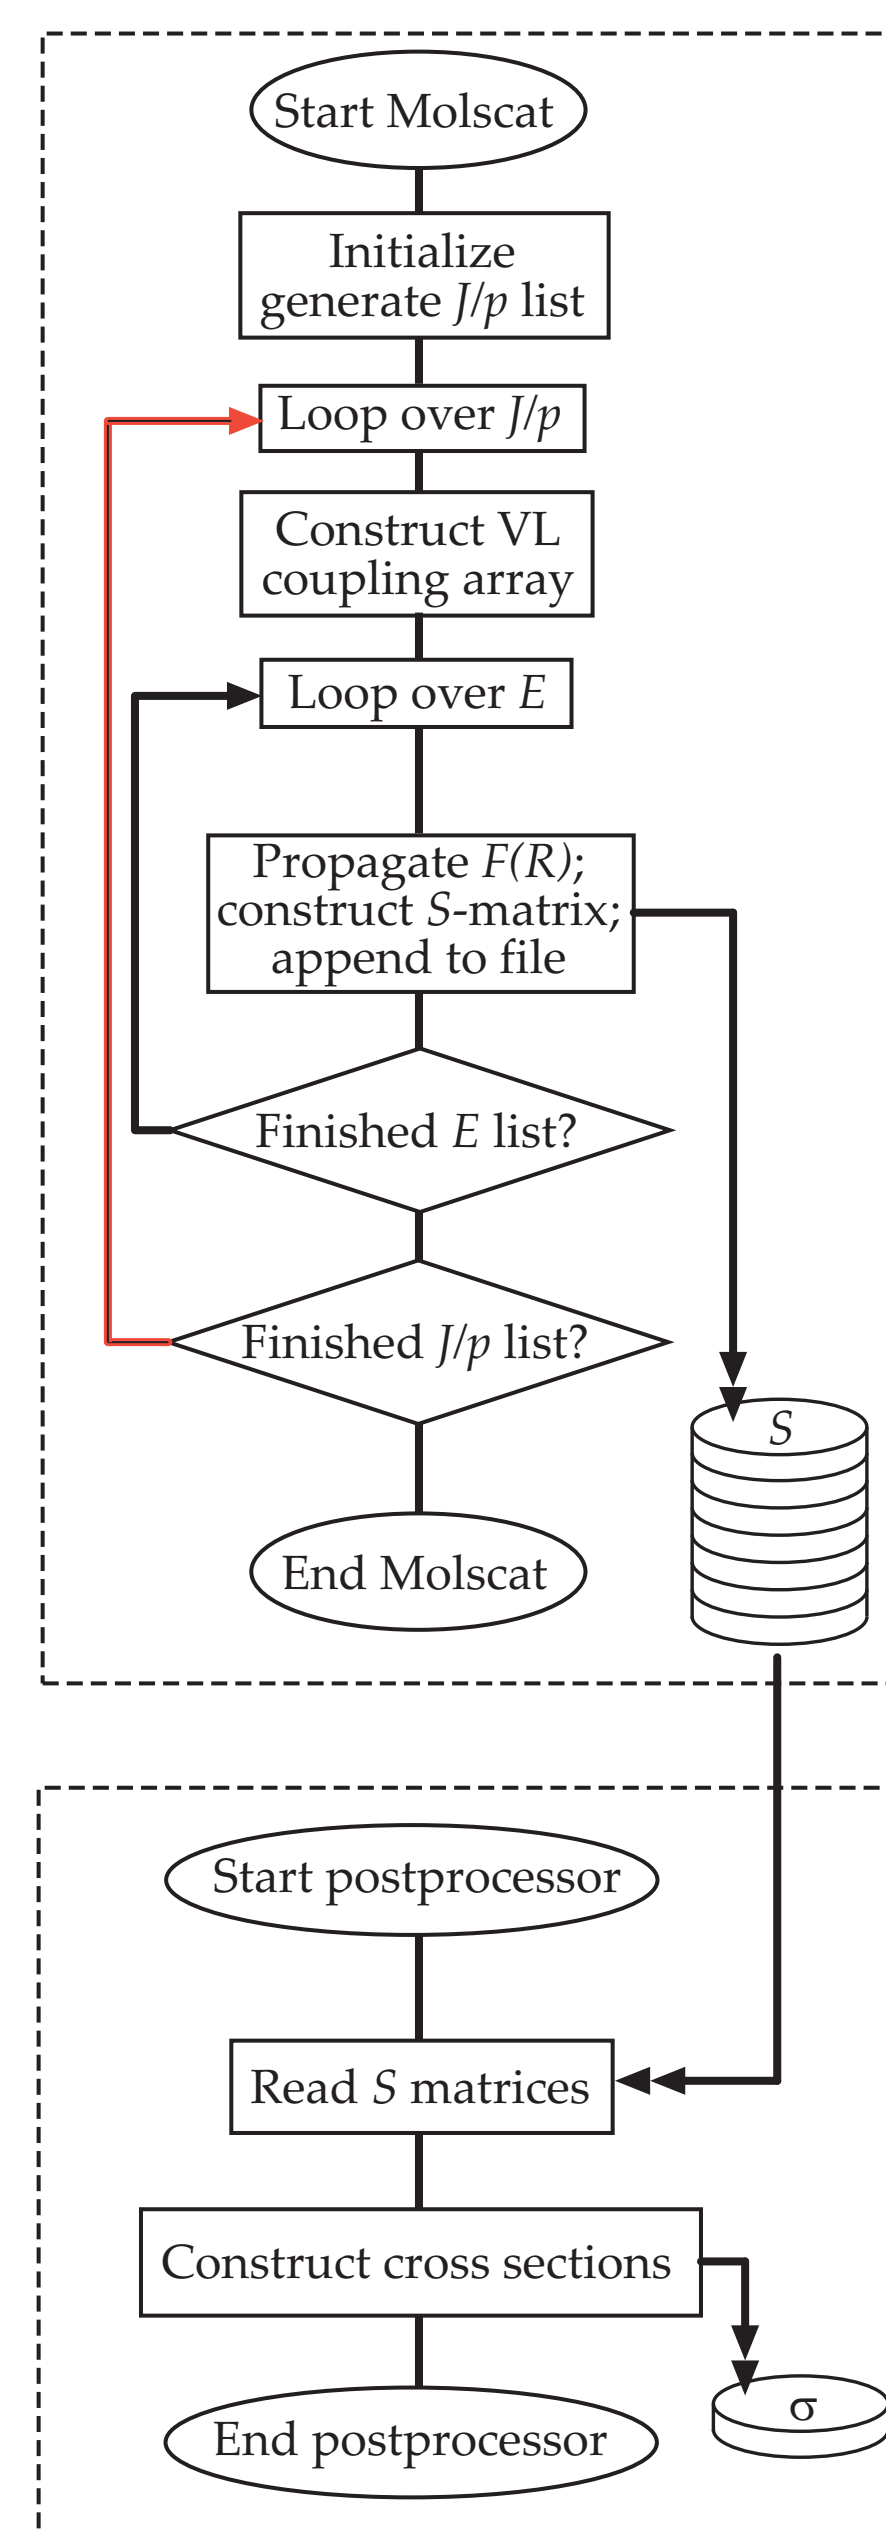 Start Molscat
Initialize
generate J/p list
Loop over J/p
Construct VL
coupling array
Loop over E
Propagate F(R);
construct S-matrix;
append to file
Finished E list?
Finished J/p list?
S
End Molscat
Start postprocessor
Read S matrices
Construct cross sections
σ
End postprocessor